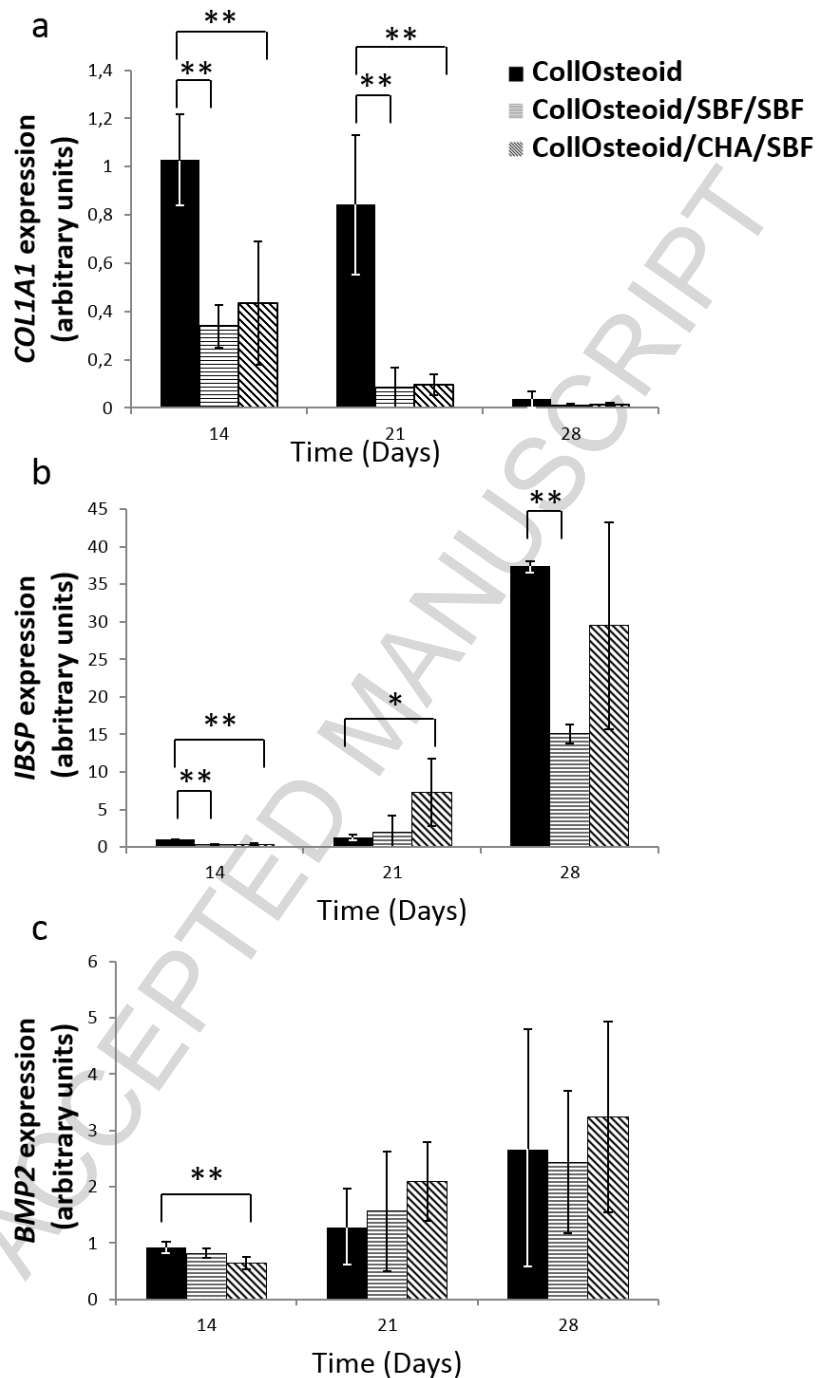 a
** **
** **
CollOsteoid
CollOsteoid/SBF/SBF
CollOsteoid/CHA/SBF
COL1A1 expression
(arbitrary units)
1,4
1,2
1
0,8
0,6
0,4
0,2
0
14 21 28
Time (Days)
b
**
** *
**
IBSP expression
(abritrary units)
45
40
35
30
25
20
15
10
5
0
14 21 28
Time (Days)
c
**
BMP2 expression
(arbitrary units)
6
5
4
3
2
1
0
14 21 28
Time (Days)
ACCEPTED MANUSCRIPT